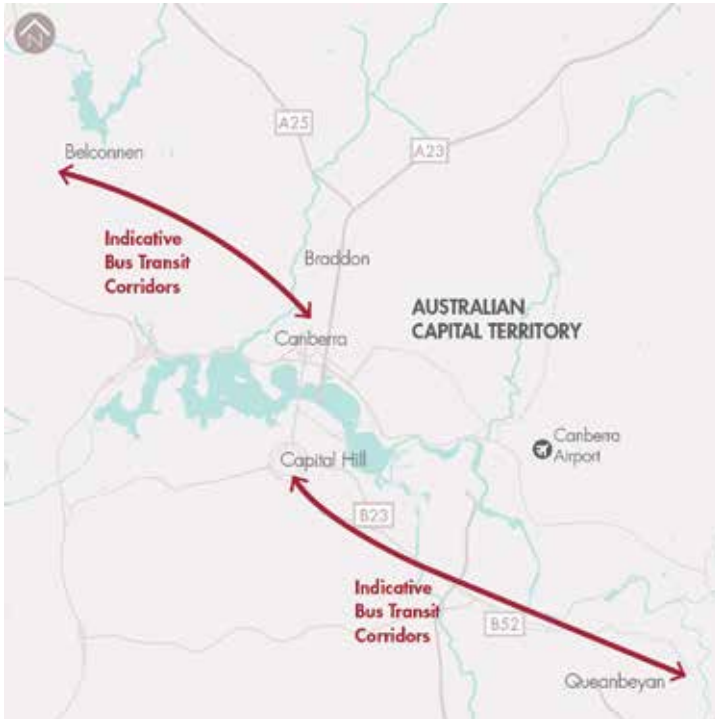 N
A25
Belconnen
A23
Indicative
Bus Transit
Corridors
Braddon
AUSTRALIAN
CAPITAL TERRITORY
Canberra
Canberra
Airport
Capital Hill
B23
Indicative
Bus Transit
Corridors
B52
Queanbeyan